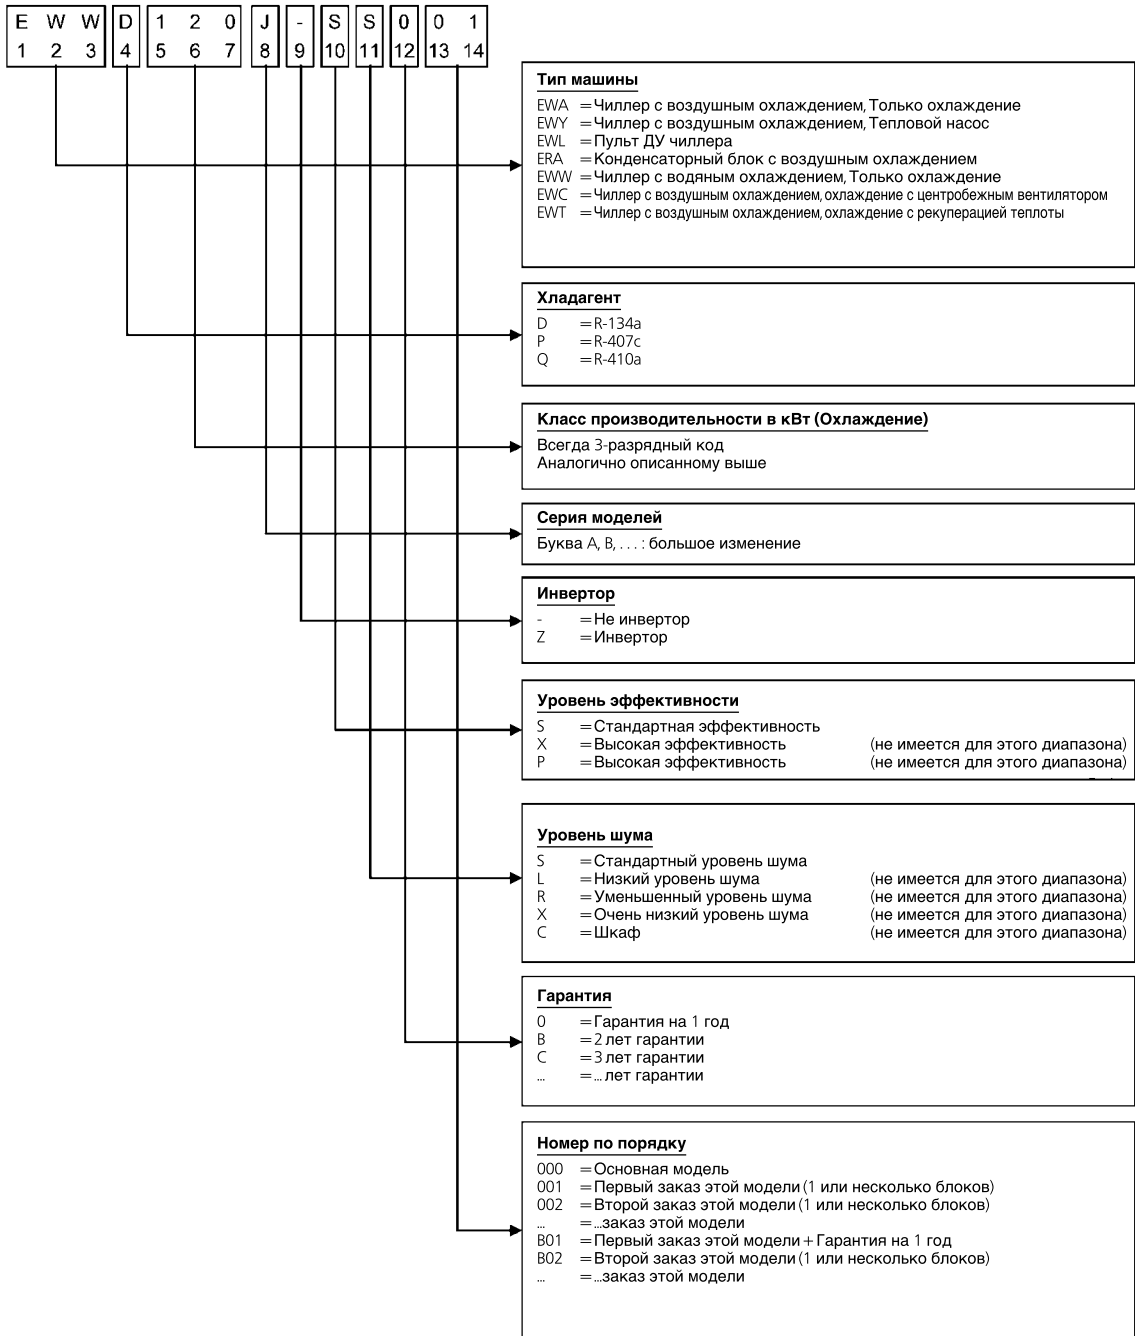 E W W D 1 2 0 J - S S 0 0 1
1 2 3 4 5 6 7 8 9 10 11 12 13 14
Тип машины
EWA =Чиллер с воздушным охлаждением, Только охлаждение
EWY =Чиллер с воздушным охлаждением, Тепловой насос
EWL =Пульт ДУ чиллера
ERA =Конденсаторный блок с воздушным охлаждением
EWW =Чиллер с водяным охлаждением, Только охлаждение
EWC =Чиллер с воздушным охлаждением, охлаждение с центробежным вентилятором
EWT =Чиллер с воздушным охлаждением, охлаждение с рекуперацией теплоты
Хладагент
D =R-134a
P =R-407c
Q =R-410a
Класс производительности в кВт (Охлаждение)
Всегда 3-разрядный код
Аналогично описанному выше
Серия моделей
Буква A, B, . . . : большое изменение
Инвертор
- =Не инвертор
Z =Инвертор
Уровень эффективности
S =Стандартная эффективность
X =Высокая эффективность (не имеется для этого диапазона)
P =Высокая эффективность (не имеется для этого диапазона)
Уровень шума
S =Стандартный уровень шума
L =Низкий уровень шума (не имеется для этого диапазона)
R =Уменьшенный уровень шума (не имеется для этого диапазона)
X =Очень низкий уровень шума (не имеется для этого диапазона)
C =Шкаф (не имеется для этого диапазона)
Гарантия
0 =Гарантия на 1 год
B =2 лет гарантии
C =3 лет гарантии
... =... лет гарантии
Номер по порядку
000 =Основная модель
001 =Первый заказ этой модели (1 или несколько блоков)
002 =Второй заказ этой модели (1 или несколько блоков)
... =...заказ этой модели
B01 =Первый заказ этой модели + Гарантия на 1 год
B02 =Второй заказ этой модели (1 или несколько блоков)
... =...заказ этой модели